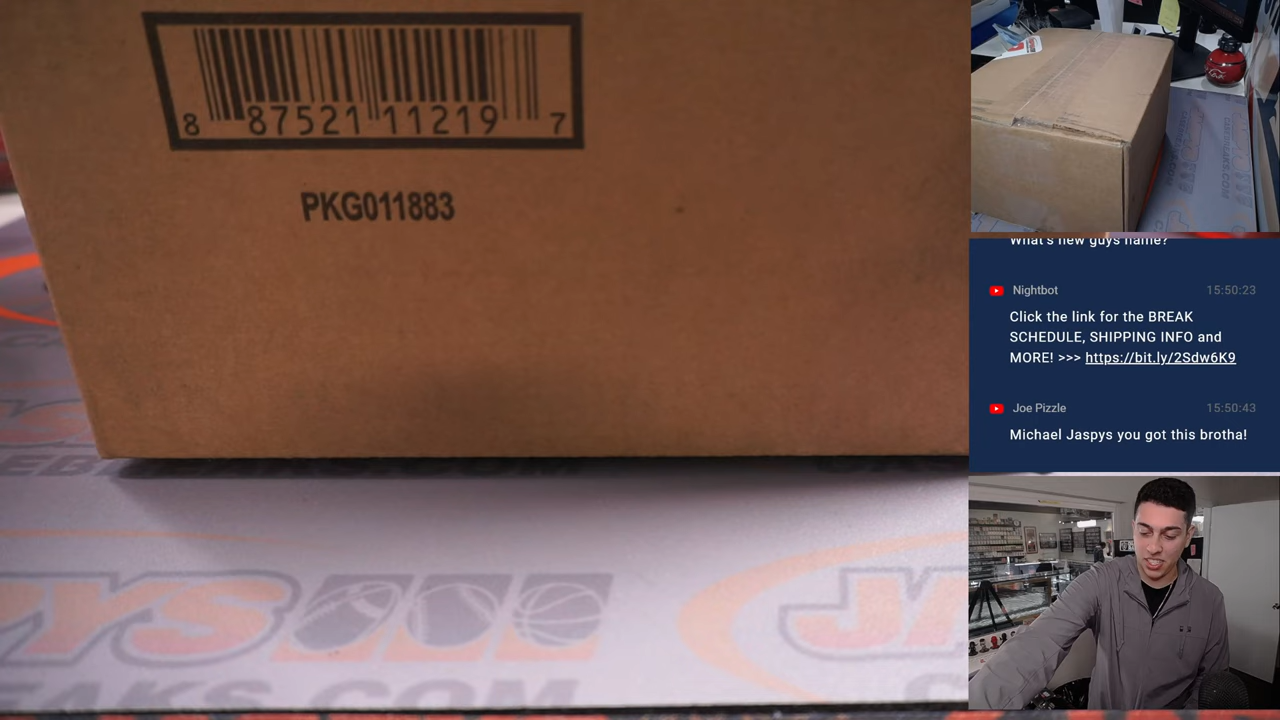 8 87521 11219 7
PKG011883
What's new guys name?
Nightbot 15:50:23
Click the link for the BREAK
SCHEDULE, SHIPPING INFO and
MORE! >>> https://bit.ly/2Sdw6K9
Joe Pizzle 15:50:43
Michael Jaspys you got this brotha!